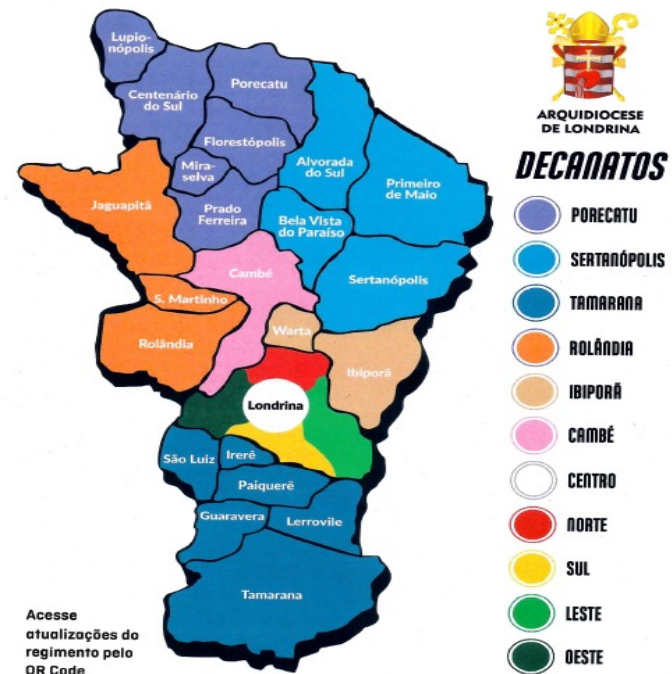 Lupio-
nópolis
Centenário
do Sul
Porecatu
Florestópolis
Mira-
selva
Prado
Ferreira
Alvorada
do Sul
Primeiro
de Maio
Bela Vista
do Paraíso
Sertanópolis
Jaguapitã
Cambé
S. Martinho
Rolândia
Warta
Ibiporã
Londrina
São Luiz
Irerê
Paiquerê
Guaravera
Lerrovile
Tamarana
ARQUIDIOCESE
DE LONDRINA
DECANATOS
PORECATU
SERTANÓPOLIS
TAMARANA
ROLÂNDIA
IBIPORÃ
CAMBÉ
CENTRO
NORTE
SUL
LESTE
OESTE
Acesse
atualizações do
regimento pelo
QR Code